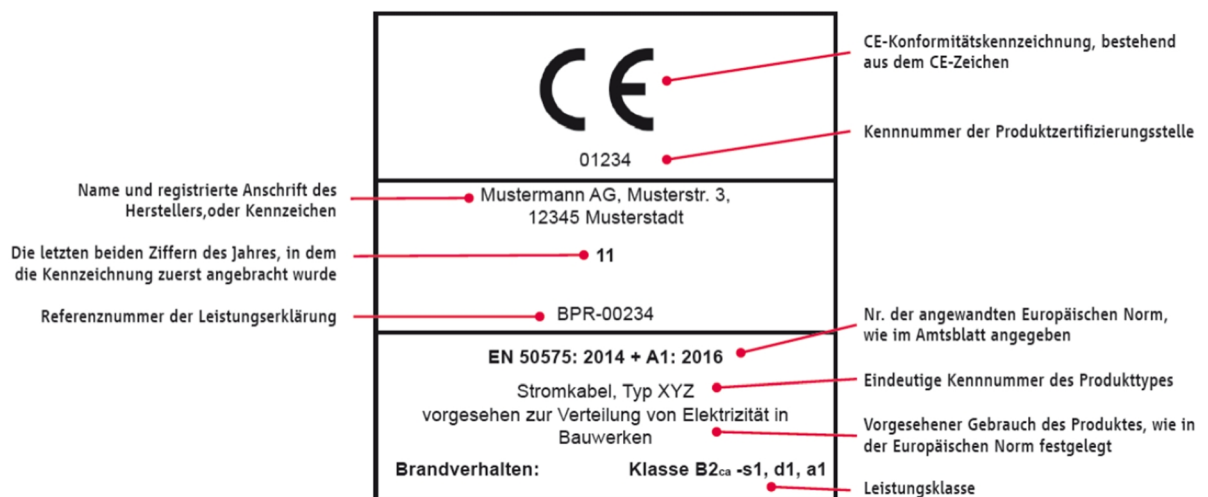 CE
01234
Mustermann AG, Musterstr. 3,
12345 Musterstadt
11
BPR-00234
EN 50575: 2014 + A1: 2016
Stromkabel, Typ XYZ
vorgesehen zur Verteilung von Elektrizität in
Bauwerken
Brandverhalten: Klasse B2ca -s1, d1, a1
Name und registrierte Anschrift des
Herstellers,oder Kennzeichen
Die letzten beiden Ziffern des Jahres, in dem
die Kennzeichnung zuerst angebracht wurde
Referenznummer der Leistungserklärung
CE-Konformitätskennzeichnung, bestehend
aus dem CE-Zeichen
Kennnummer der Produktzertifizierungsstelle
Nr. der angewandten Europäischen Norm,
wie im Amtsblatt angegeben
Eindeutige Kennnummer des Produkttypes
Vorgesehener Gebrauch des Produktes, wie in
der Europäischen Norm festgelegt
Leistungsklasse